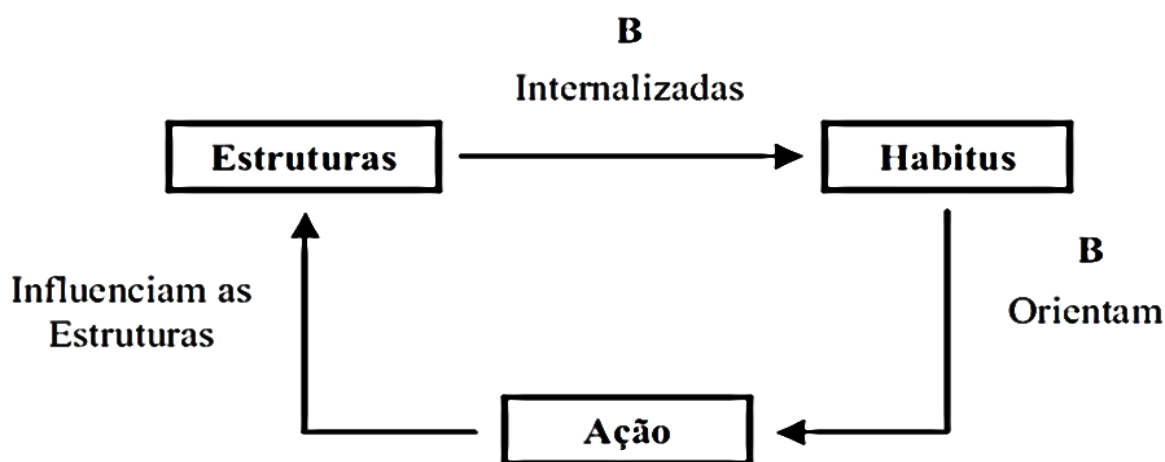 B
Internalizadas
Estruturas
Habitus
B
Orientam
Influenciam as
Estruturas
Ação